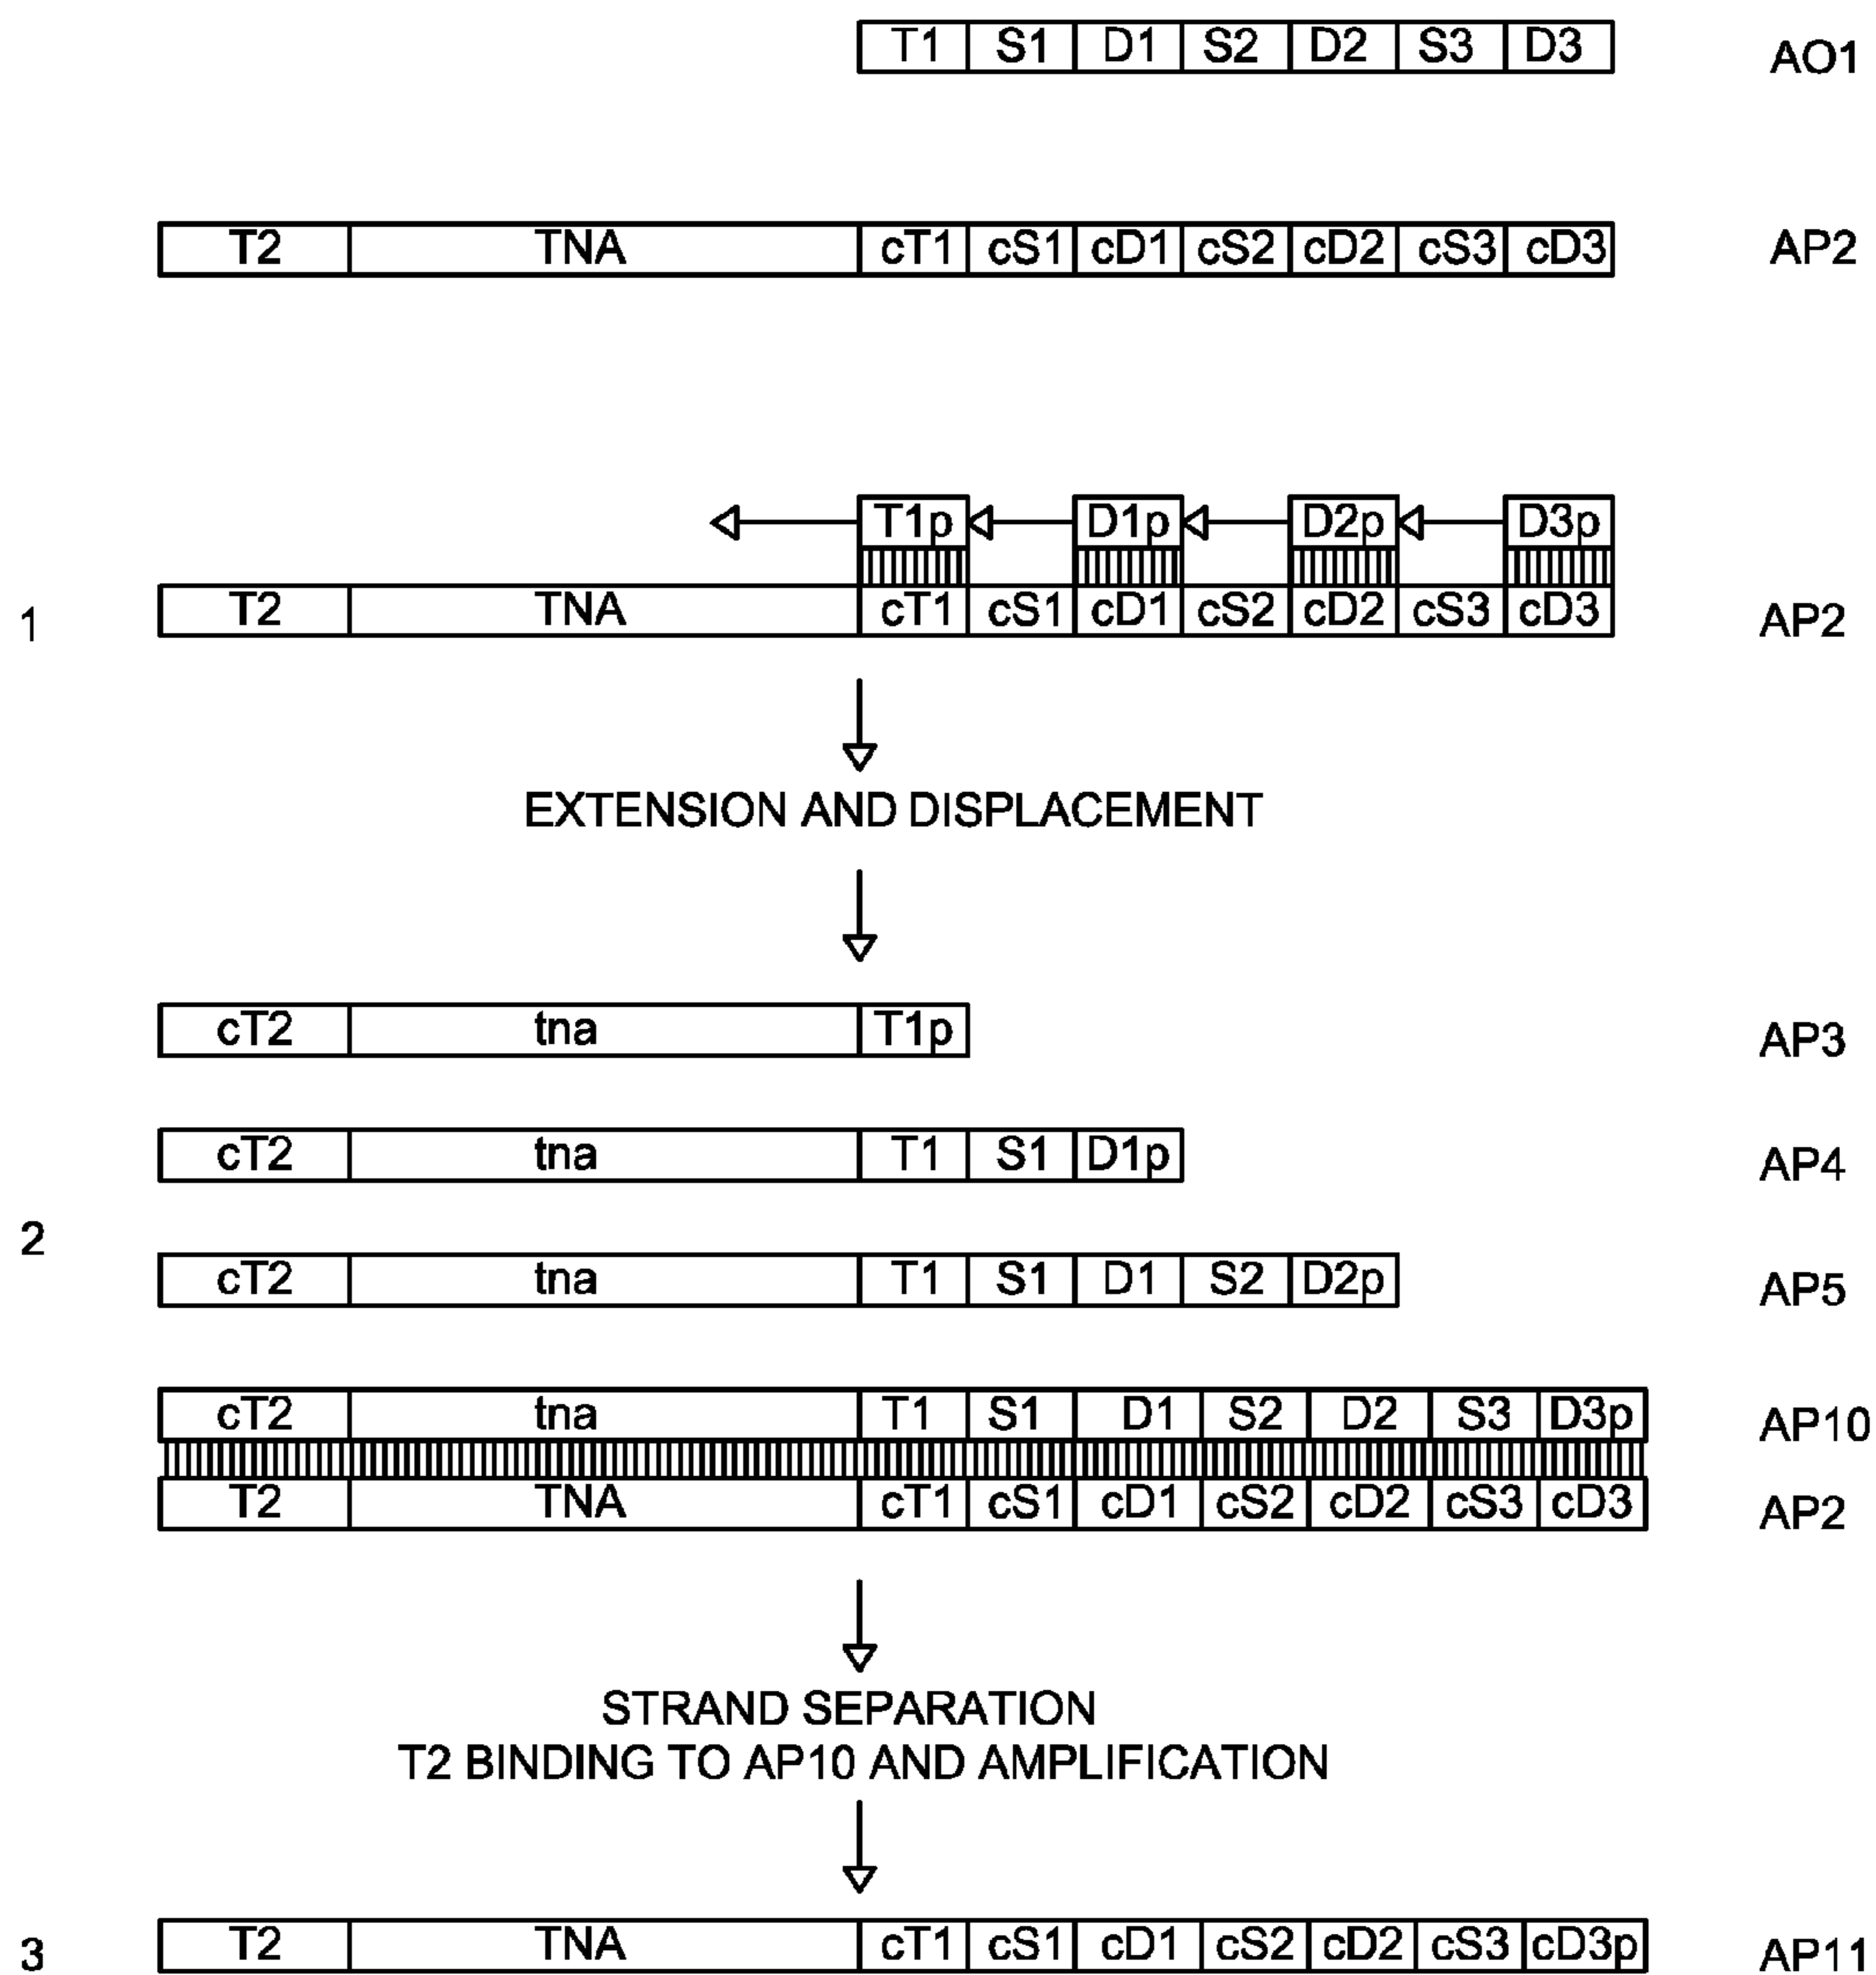 T1 S1 D1 S2 D2 S3 D3 AO1
T2 TNA cT1 cS1 cD1 cS2 cD2 cS3 cD3 AP2
T1p D1p D2p D3p
1 T2 TNA cT1 cS1 cD1 cS2 cD2 cS3 cD3 AP2
EXTENSION AND DISPLACEMENT
cT2 tna T1p AP3
cT2 tna T1 S1 D1p AP4
2
cT2 tna T1 S1 D1 S2 D2p AP5
cT2 tna T1 S1 D1 S2 D2 S3 D3p AP10
T2 TNA cT1 cS1 cD1 cS2 cD2 cS3 cD3 AP2
STRAND SEPARATION
T2 BINDING TO AP10 AND AMPLIFICATION
3 T2 TNA cT1 cS1 cD1 cS2 cD2 cS3 cD3p AP11